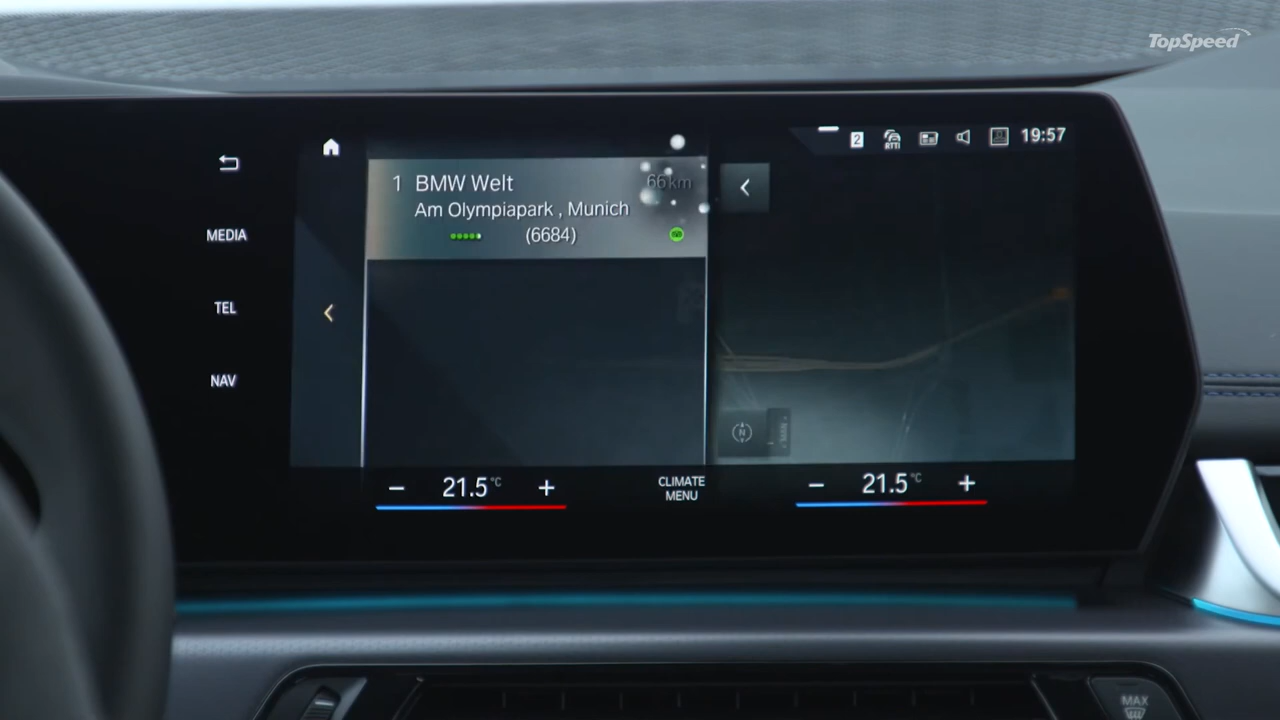 TopSpeed
2 RTTI 19:57
1 BMW Welt 66 km
Am Olympiapark , Munich
(6684)
MEDIA
TEL
NAV
N
− 21.5 °C +
CLIMATE
MENU
− 21.5 °C +
MAX